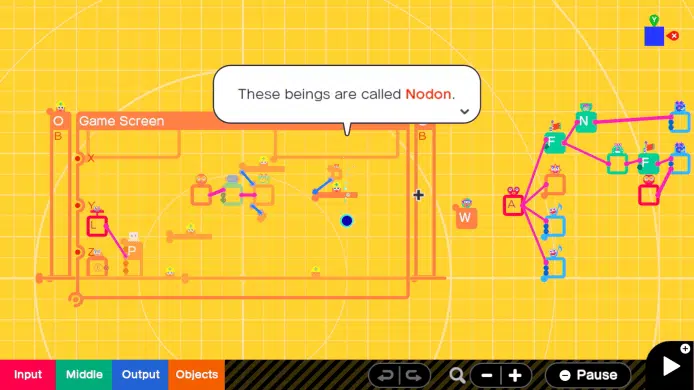 Y
X
These beings are called Nodon.
O Game Screen O
B B
X
Y
L
Z
P
W
A
F
N
F
Input Middle Output Objects
Pause